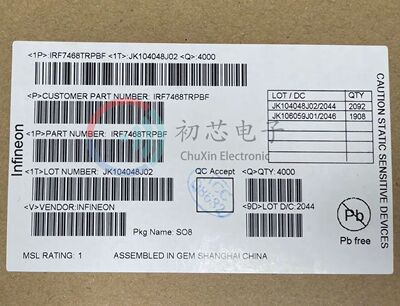 <1P>:IRF7468TRPBF <1T>:JK104048J02 <Q>:4000
<P>CUSTOMER PART NUMBER: IRF7468TRPBF
LOT / DC QTY
JK104048J02/2044 2092
JK106059J01/2046 1908
初芯电子
ChuXin Electronic
<1P>PART NUMBER: IRF7468TRPBF
Infineon
<1T>LOT NUMBER: JK104048J02
QC Accept
<Q>QTY: 4000
<V>VENDOR:INFINEON
<9D>LOT D/C:2044
Pkg Name: SO8
Pb
Pb free
MSL RATING: 1 ASSEMBLED IN GEM SHANGHAI CHINA
CAUTION STATIC SENSITIVE DEVICES